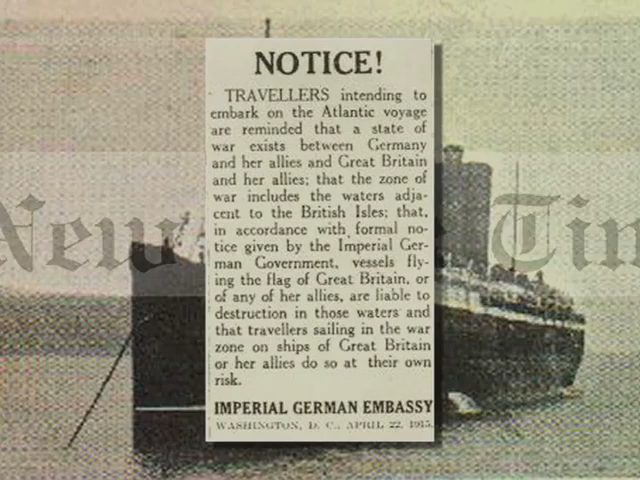 NOTICE!
TRAVELLERS intending to
embark on the Atlantic voyage
are reminded that a state of
war exists between Germany
and her allies and Great Britain
and her allies; that the zone of
war includes the waters adja-
cent to the British Isles; that,
in accordance with formal no-
tice given by the Imperial Ger-
man Government, vessels fly-
ing the flag of Great Britain, or
of any of her allies, are liable to
destruction in those waters and
that travellers sailing in the war
zone on ships of Great Britain
or her allies do so at their own
risk.
IMPERIAL GERMAN EMBASSY
WASHINGTON, D. C., APRIL 22, 1915.
New Tim